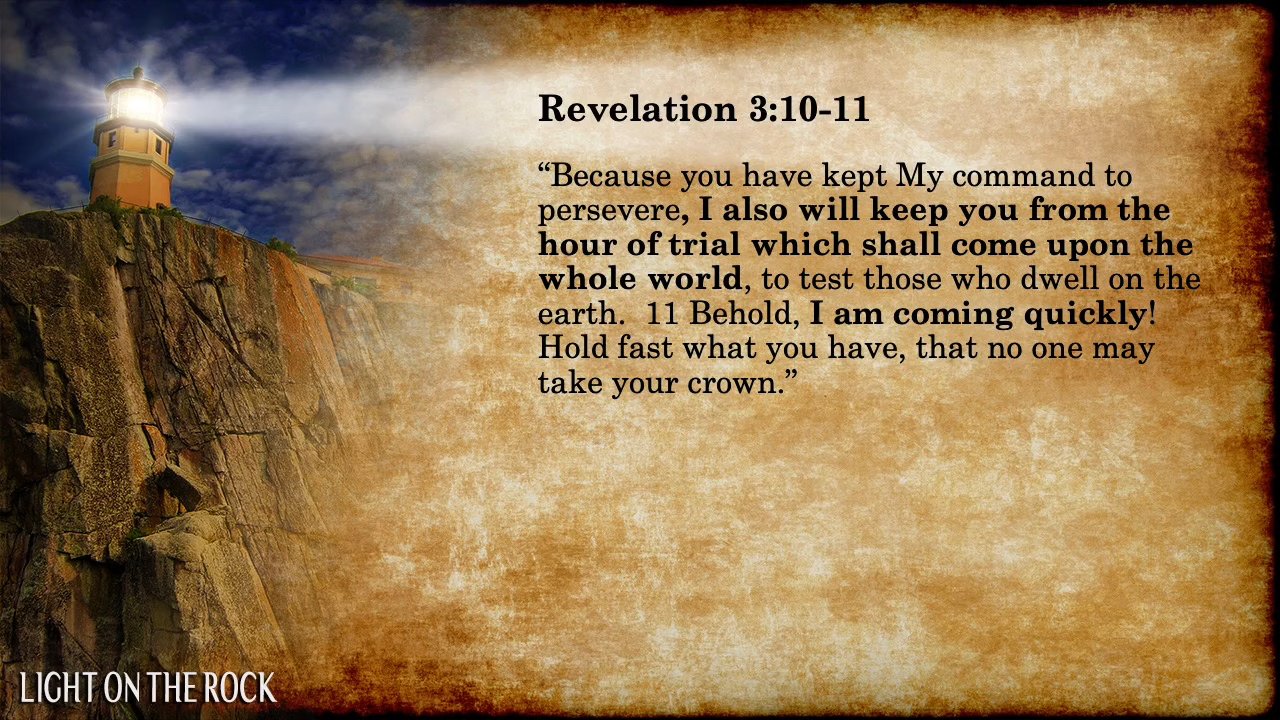 Revelation 3:10-11
“Because you have kept My command to
persevere, I also will keep you from the
hour of trial which shall come upon the
whole world, to test those who dwell on the
earth.  11 Behold, I am coming quickly!
Hold fast what you have, that no one may
take your crown.”
LIGHT ON THE ROCK